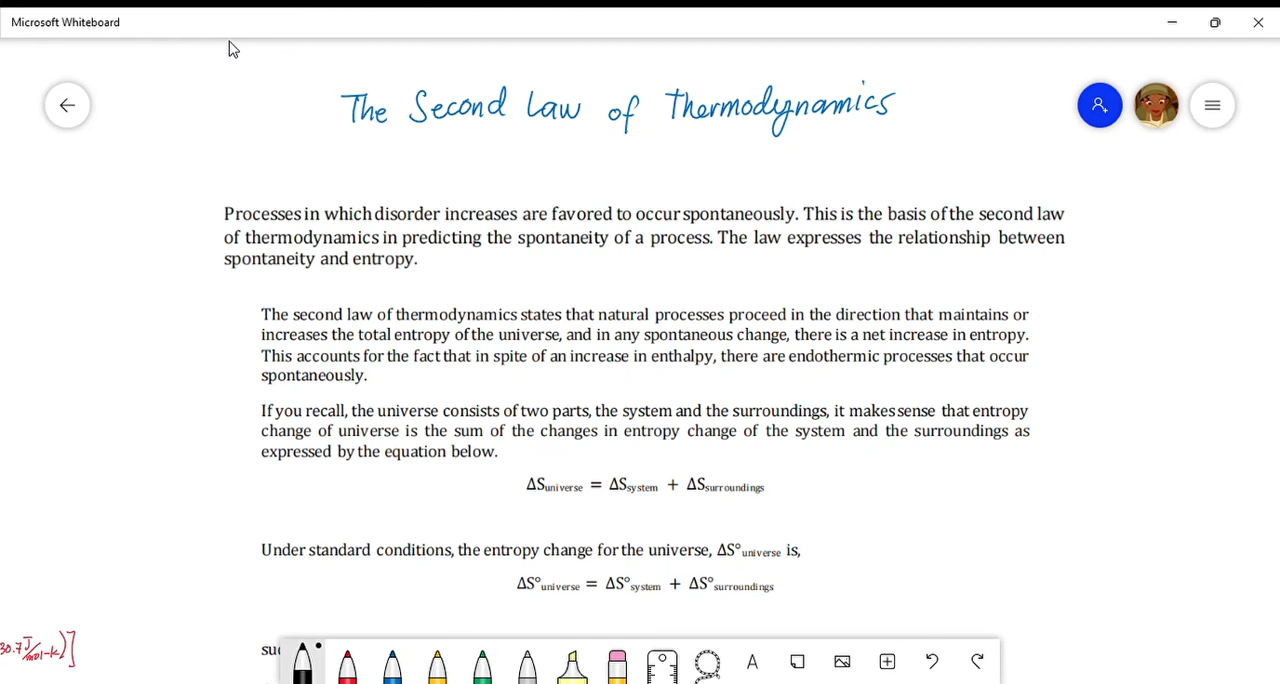 Microsoft Whiteboard
The Second Law of Thermodynamics
Processes in which disorder increases are favored to occur spontaneously. This is the basis of the second law
of thermodynamics in predicting the spontaneity of a process. The law expresses the relationship between
spontaneity and entropy.
The second law of thermodynamics states that natural processes proceed in the direction that maintains or
increases the total entropy of the universe, and in any spontaneous change, there is a net increase in entropy.
This accounts for the fact that in spite of an increase in enthalpy, there are endothermic processes that occur
spontaneously.
If you recall, the universe consists of two parts, the system and the surroundings, it makes sense that entropy
change of universe is the sum of the changes in entropy change of the system and the surroundings as
expressed by the equation below.
ΔSuniverse = ΔSsystem + ΔSsurroundings
Under standard conditions, the entropy change for the universe, ΔS°universe is,
ΔS°universe = ΔS°system + ΔS°surroundings
30.7 J/mol-K)]
A